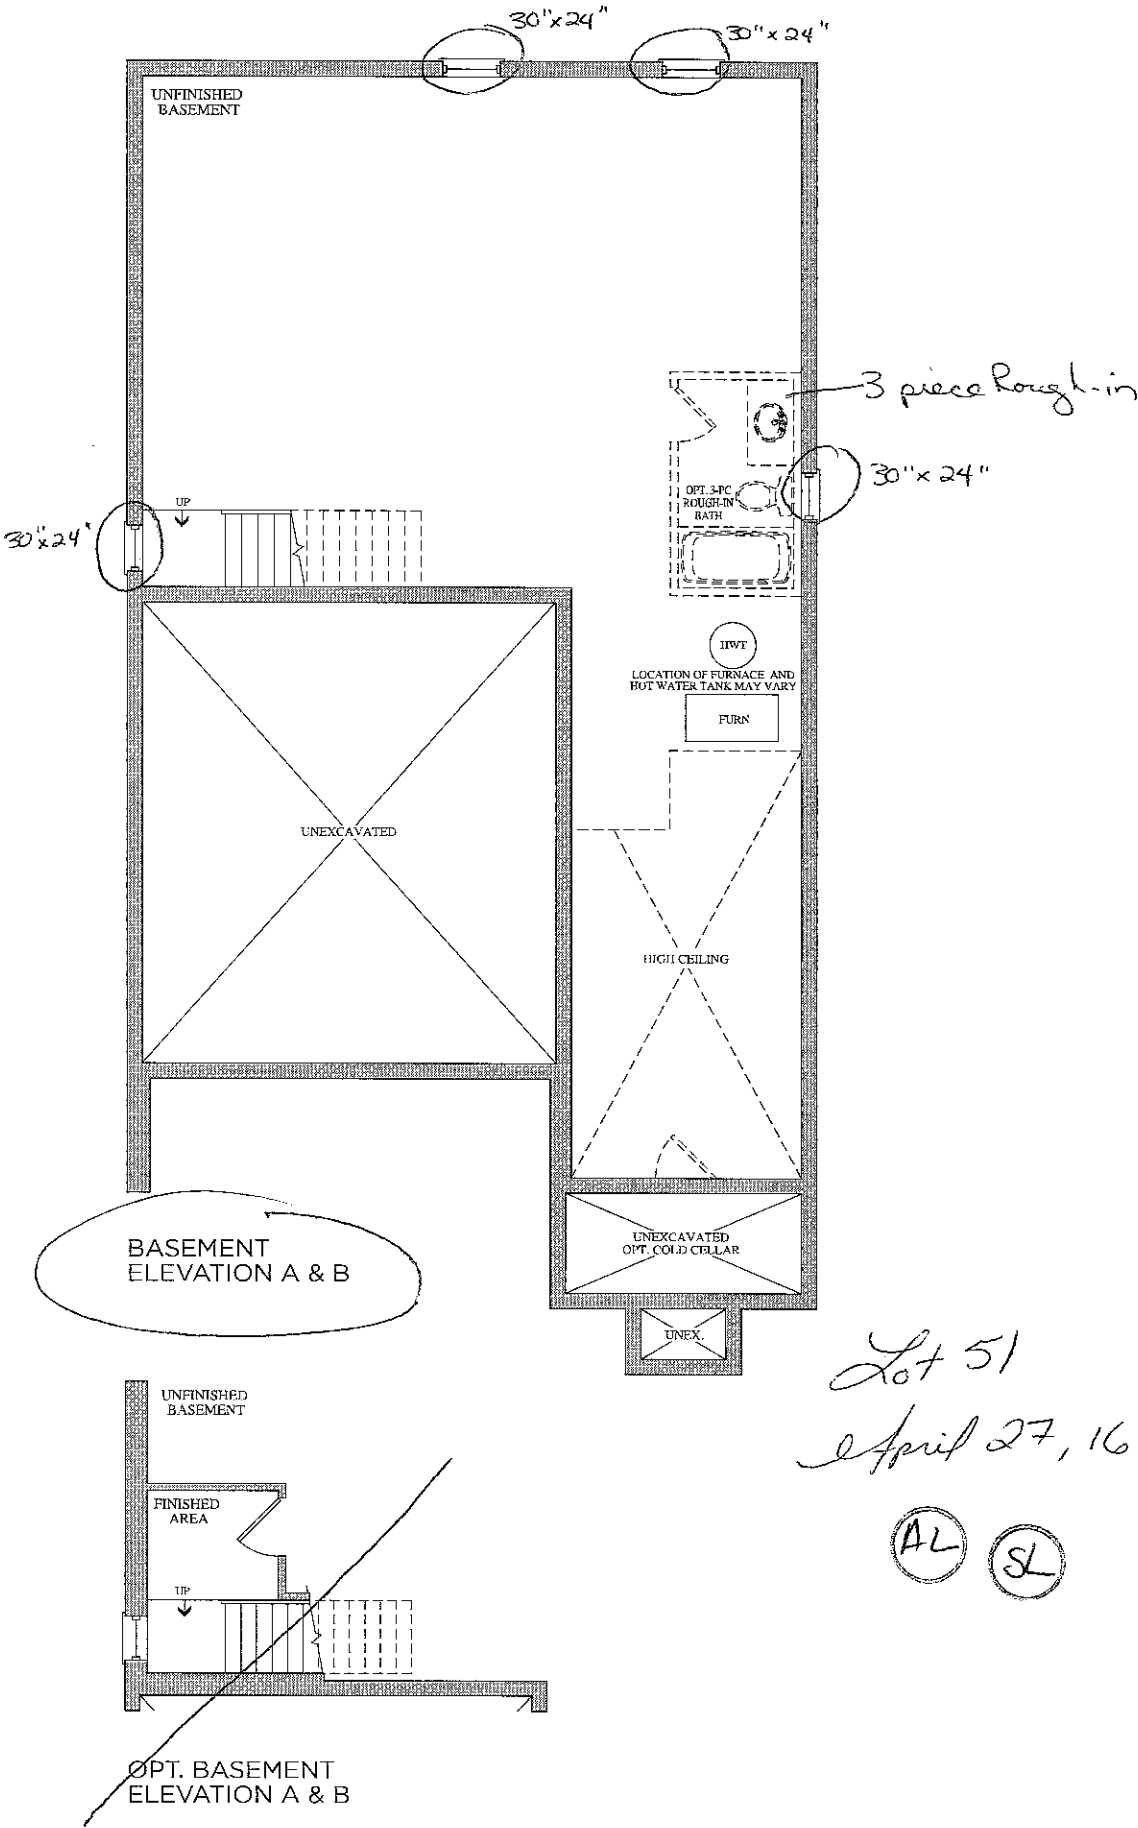 30"x24"
30"x24"
UNFINISHED
BASEMENT
3 piece Rough-in
OPT. 3-PC
ROUGH-IN
BATH
30"x24"
UP
30"x24"
HWT
LOCATION OF FURNACE AND
HOT WATER TANK MAY VARY
FURN
UNEXCAVATED
HIGH CEILING
UNEXCAVATED
OPT. COLD CELLAR
UNEX.
BASEMENT
ELEVATION A & B
Lot 51
April 27, 16
AL SL
UNFINISHED
BASEMENT
FINISHED
AREA
UP
OPT. BASEMENT
ELEVATION A & B